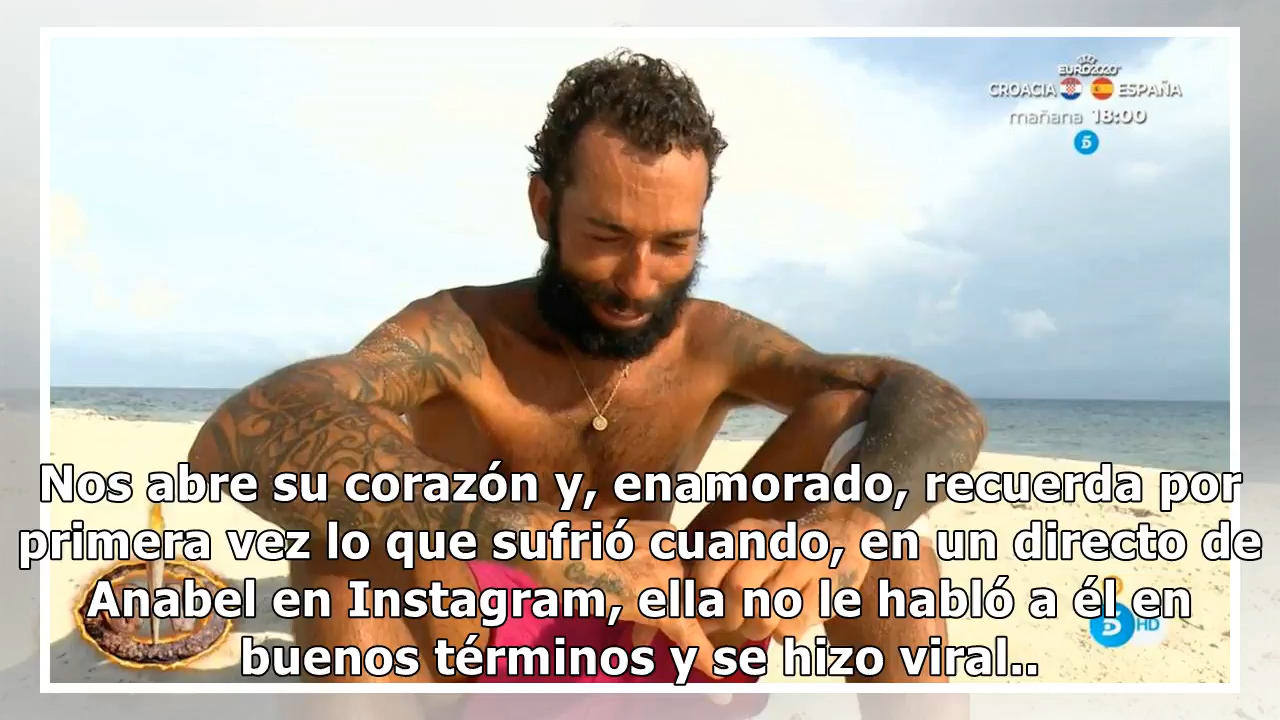 EURO2020
CROACIA ESPAÑA
mañana 18:00
5
Nos abre su corazón y, enamorado, recuerda por
primera vez lo que sufrió cuando, en un directo de
Anabel en Instagram, ella no le habló a él en
buenos términos y se hizo viral..
5 HD